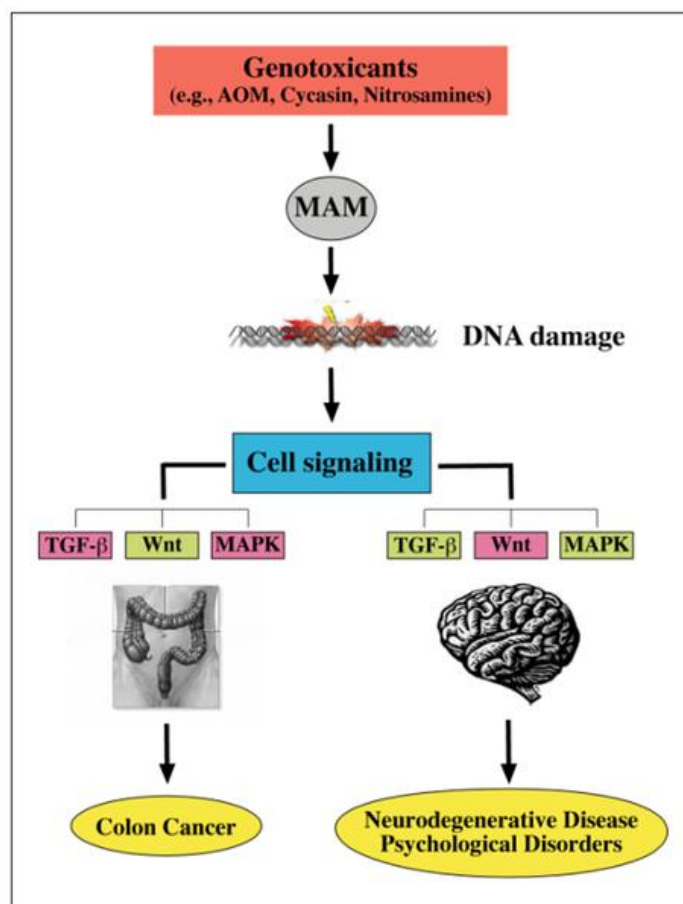 Genotoxicants
(e.g., AOM, Cycasin, Nitrosamines)
MAM
DNA damage
Cell signaling
TGF-β Wnt MAPK
TGF-β Wnt MAPK
Colon Cancer
Neurodegenerative Disease
Psychological Disorders